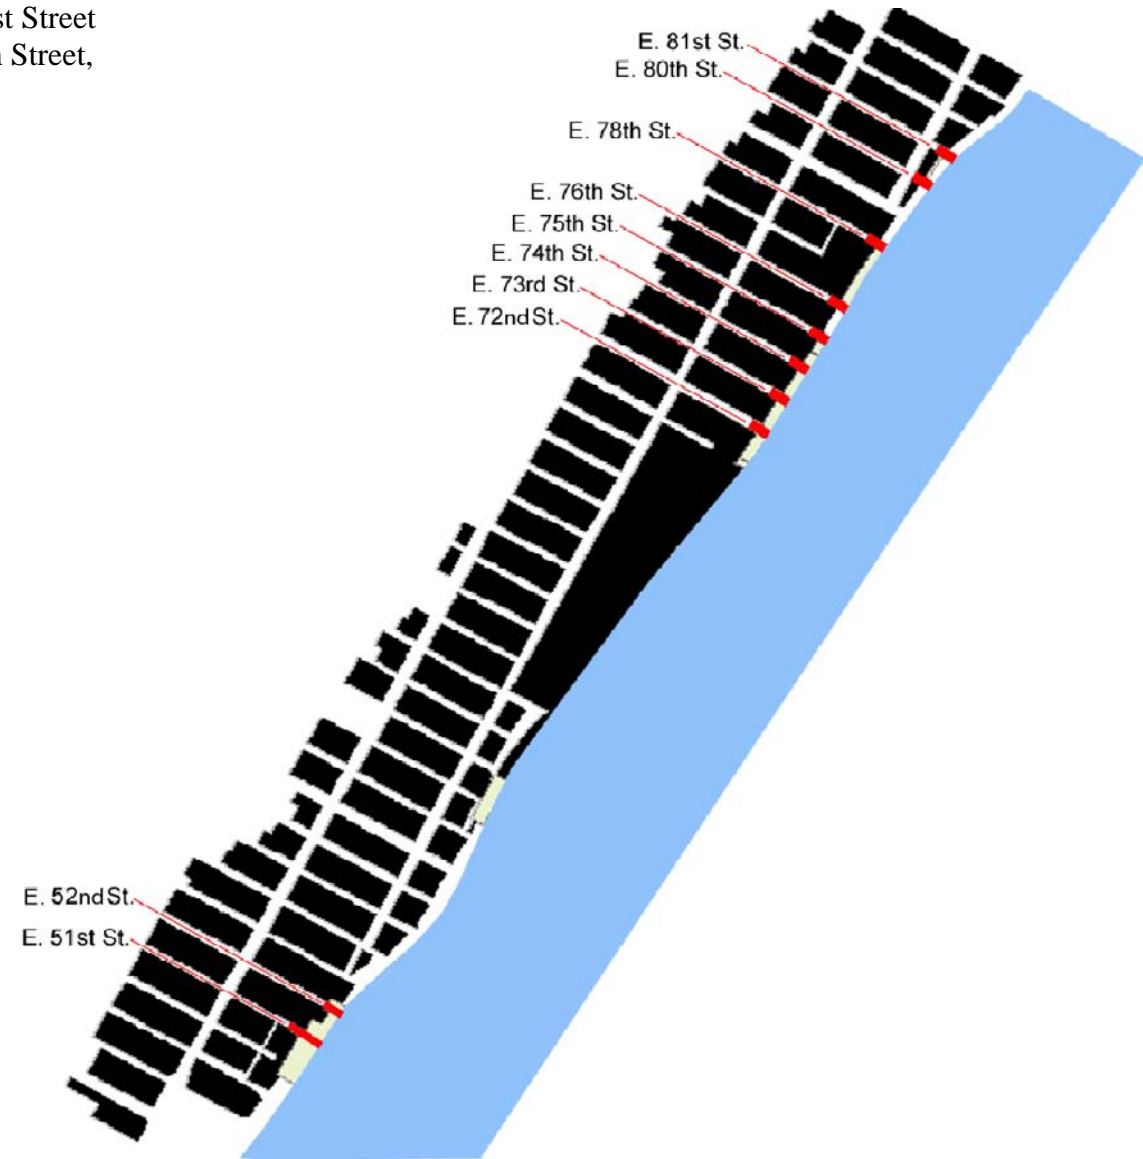 st Street
Street,
E. 81st St.
E. 80th St.
E. 78th St.
E. 76th St.
E. 75th St.
E. 74th St.
E. 73rd St.
E. 72nd St.
E. 52nd St.
E. 51st St.